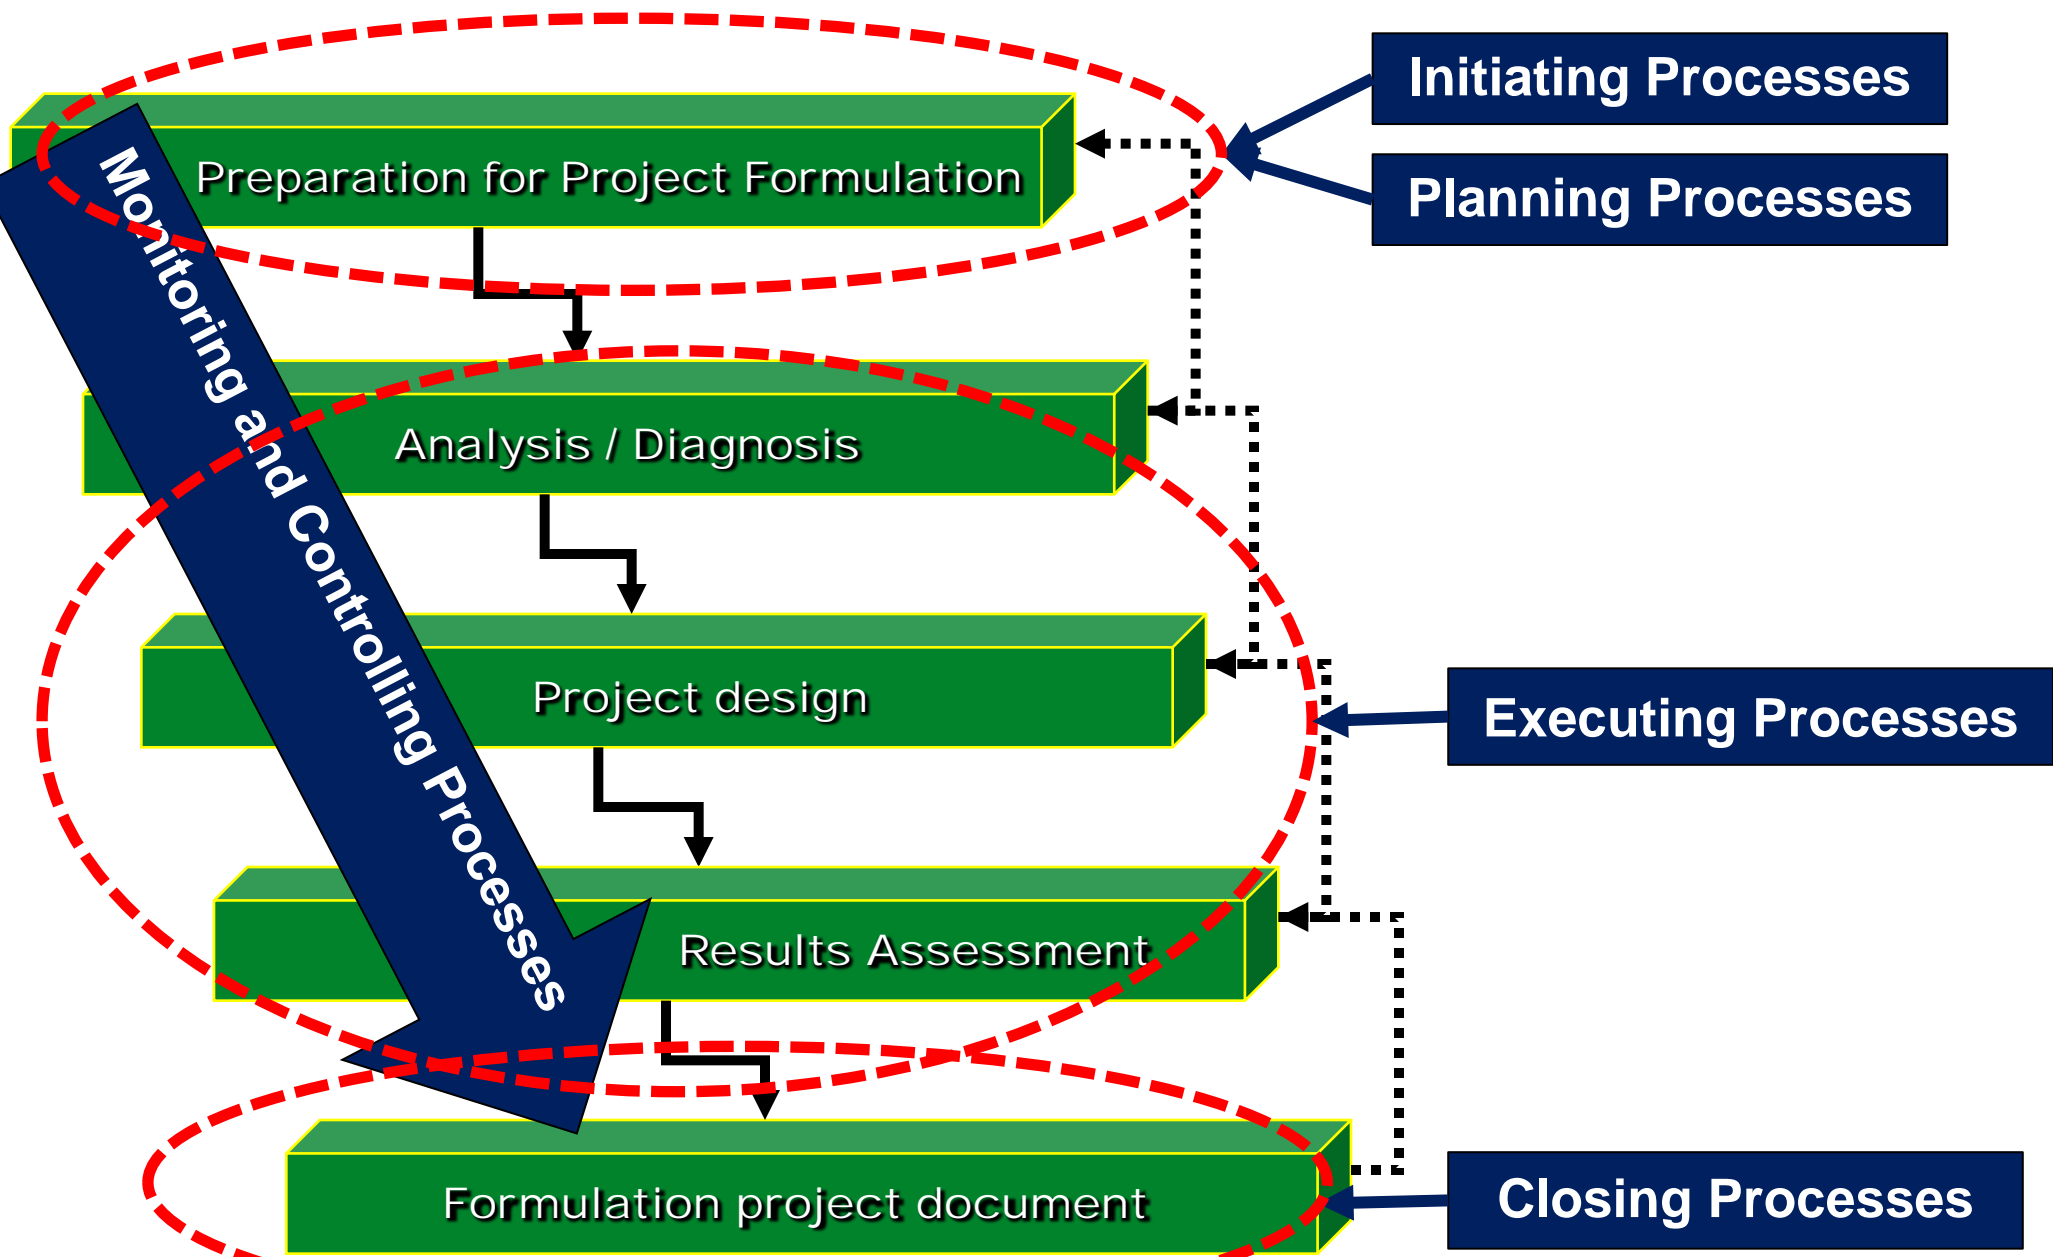 Initiating Processes
Preparation for Project Formulation
Planning Processes
Monitoring and Controlling Processes
Analysis / Diagnosis
Project design
Executing Processes
Results Assessment
Formulation project document
Closing Processes